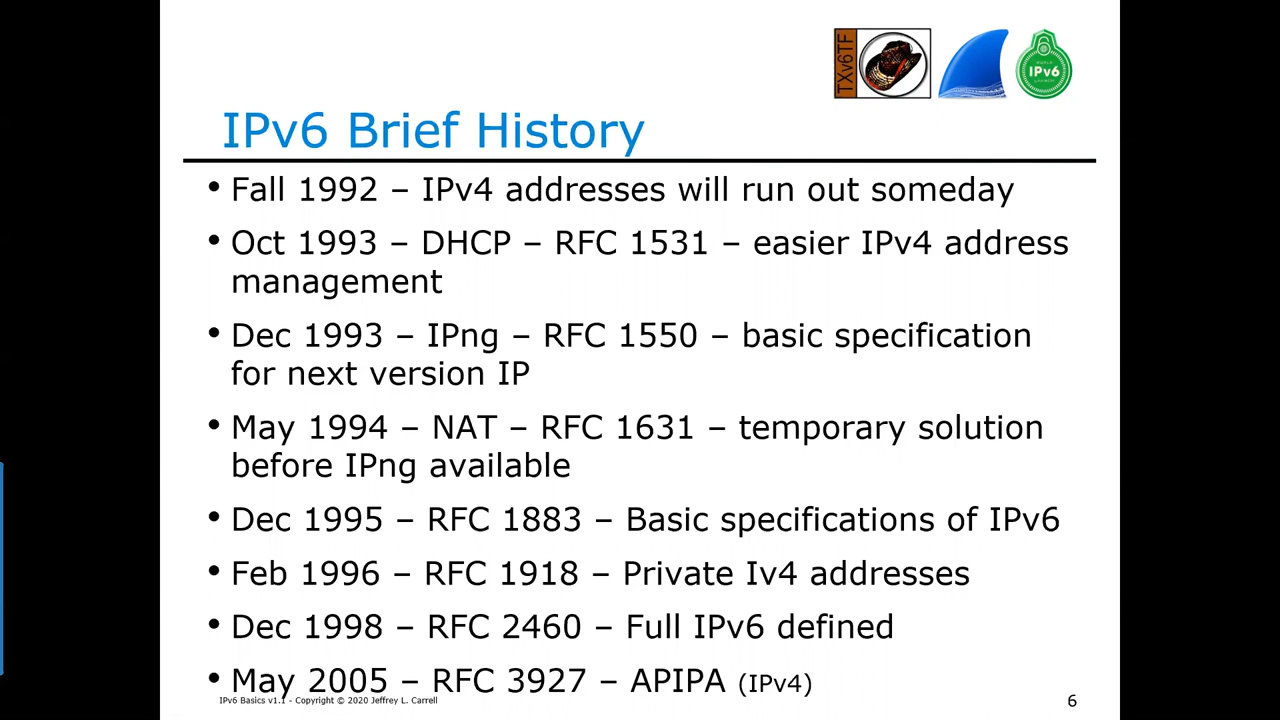 TXv6TF
WORLD
IPv6
LAUNCH
IPv6 Brief History
• Fall 1992 – IPv4 addresses will run out someday
• Oct 1993 – DHCP – RFC 1531 – easier IPv4 address
management
• Dec 1993 – IPng – RFC 1550 – basic specification
for next version IP
• May 1994 – NAT – RFC 1631 – temporary solution
before IPng available
• Dec 1995 – RFC 1883 – Basic specifications of IPv6
• Feb 1996 – RFC 1918 – Private Iv4 addresses
• Dec 1998 – RFC 2460 – Full IPv6 defined
• May 2005 – RFC 3927 – APIPA (IPv4)
IPv6 Basics v1.1 - Copyright © 2020 Jeffrey L. Carrell
6